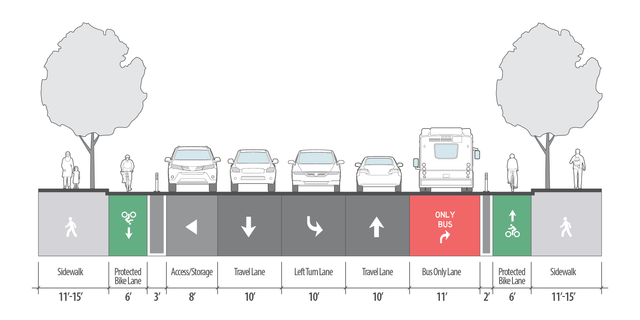 ONLY
BUS
Sidewalk
Protected
Bike Lane
Access/Storage
Travel Lane
Left Turn Lane
Travel Lane
Bus Only Lane
Protected
Bike Lane
Sidewalk
11'-15'
6'
3'
8'
10'
10'
10'
11'
2'
6'
11'-15'